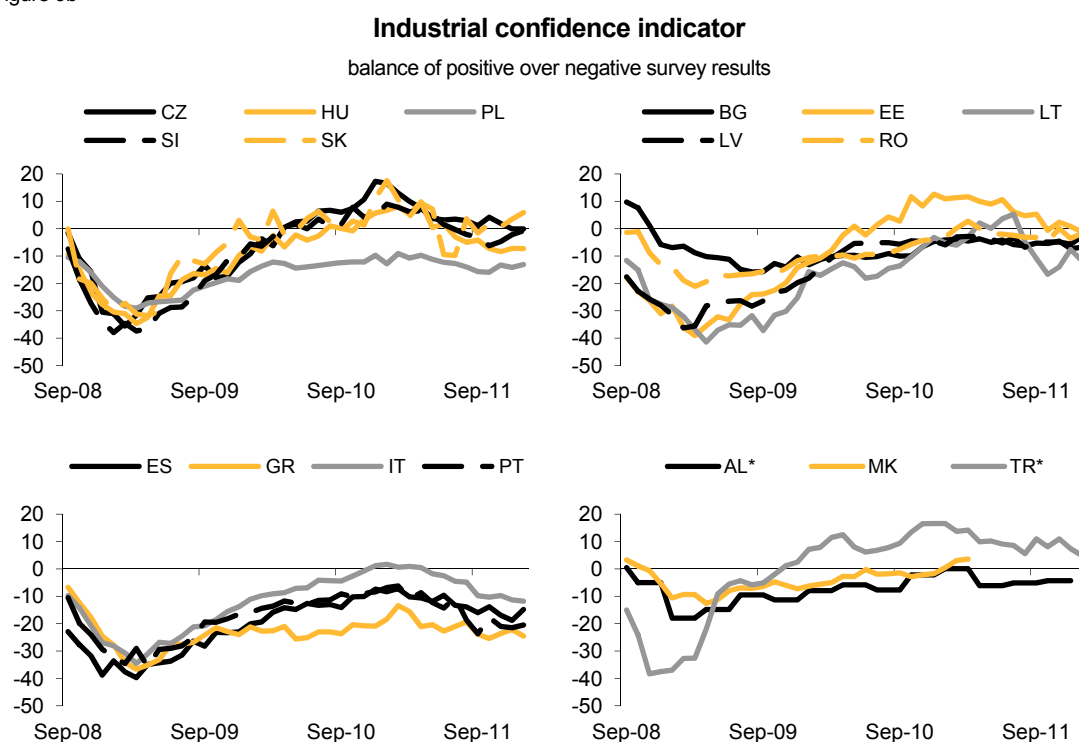 Industrial confidence indicator
balance of positive over negative survey results
CZ HU PL
SI SK
20
10
0
-10
-20
-30
-40
-50
Sep-08 Sep-09 Sep-10 Sep-11
BG EE LT
LV RO
20
10
0
-10
-20
-30
-40
-50
Sep-08 Sep-09 Sep-10 Sep-11
ES GR IT PT
20
10
0
-10
-20
-30
-40
-50
Sep-08 Sep-09 Sep-10 Sep-11
AL* MK TR*
20
10
0
-10
-20
-30
-40
-50
Sep-08 Sep-09 Sep-10 Sep-11